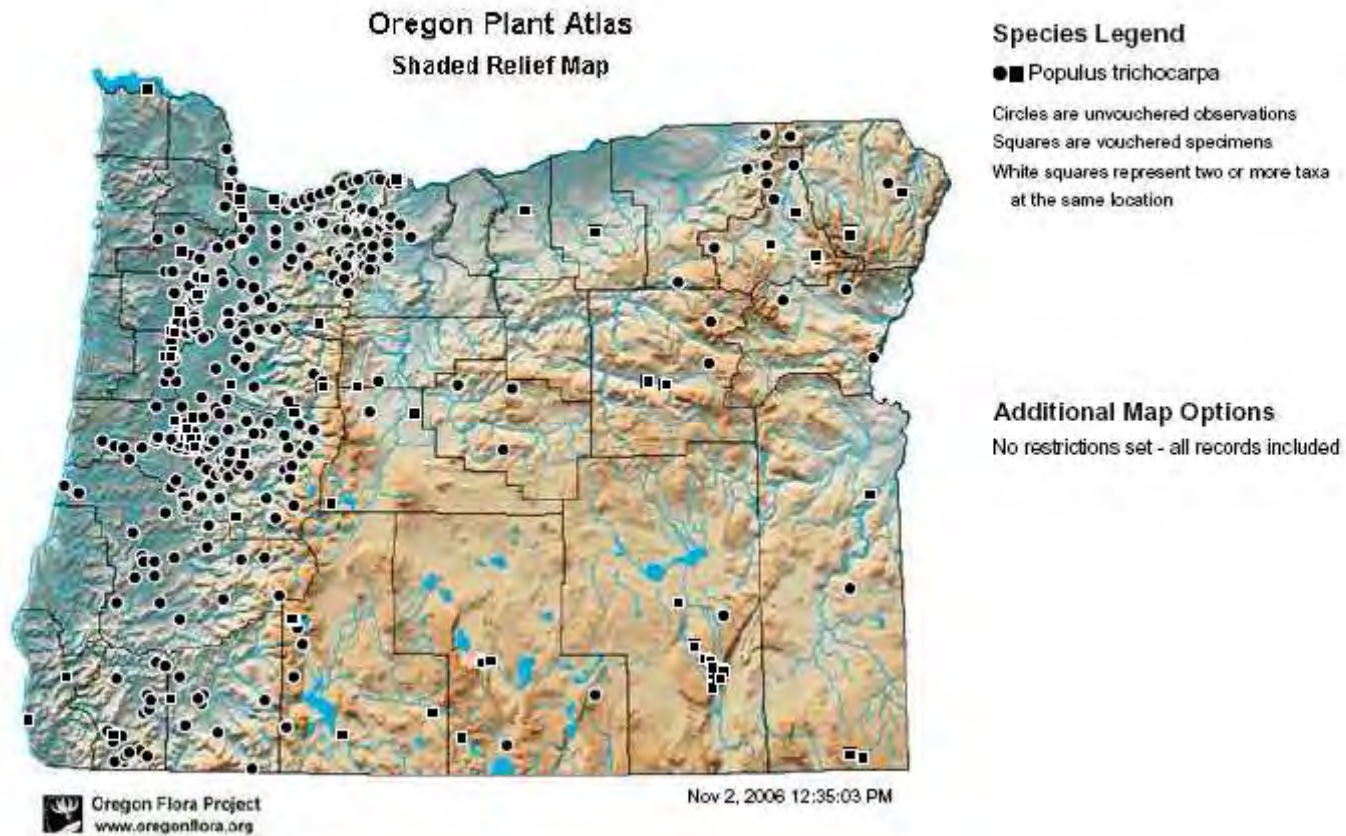 Oregon Plant Atlas
Shaded Relief Map
Species Legend
Populus trichocarpa
Circles are unvouchered observations
Squares are vouchered specimens
White squares represent two or more taxa
at the same location
Additional Map Options
No restrictions set - all records included
Oregon Flora Project
www.oregonflora.org
Nov 2, 2006 12:35:03 PM